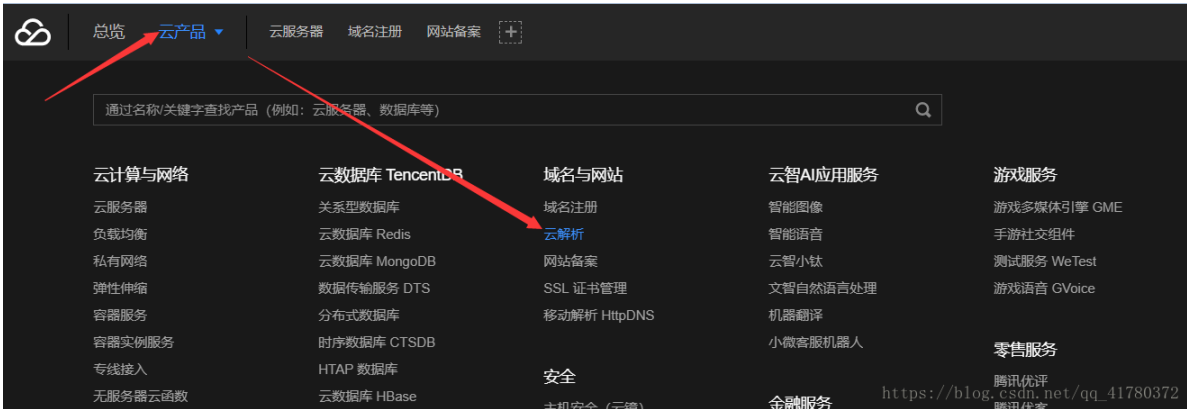 总览 云产品 云服务器 域名注册 网站备案
通过名称/关键字查找产品（例如：云服务器、数据库等）
云计算与网络 云数据库 TencentDB 域名与网站 云智AI应用服务 游戏服务
云服务器 关系型数据库 域名注册 智能图像 游戏多媒体引擎 GME
负载均衡 云数据库 Redis 云解析 智能语音 手游社交组件
私有网络 云数据库 MongoDB 网站备案 云智小钛 测试服务 WeTest
弹性伸缩 数据传输服务 DTS SSL 证书管理 文智自然语言处理 游戏语音 GVoice
容器服务 分布式数据库 移动解析 HttpDNS 机器翻译
容器实例服务 时序数据库 CTSDB 小微客服机器人
零售服务
专线接入 HTAP 数据库
安全
腾讯优评
无服务器云函数 云数据库 HBase
https://blog.csdn.net/qq_41780372
主机安全（云镜） 金融服务 腾讯优客